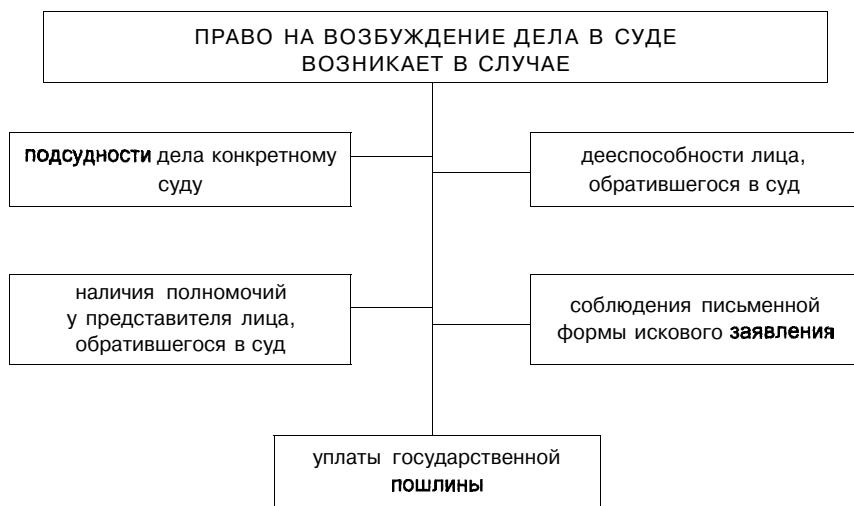 ПРАВО НА ВОЗБУЖДЕНИЕ ДЕЛА В СУДЕ
ВОЗНИКАЕТ В СЛУЧАЕ
подсудности дела конкретному
суду
дееспособности лица,
обратившегося в суд
наличия полномочий
у представителя лица,
обратившегося в суд
соблюдения письменной
формы искового заявления
уплаты государственной
пошлины